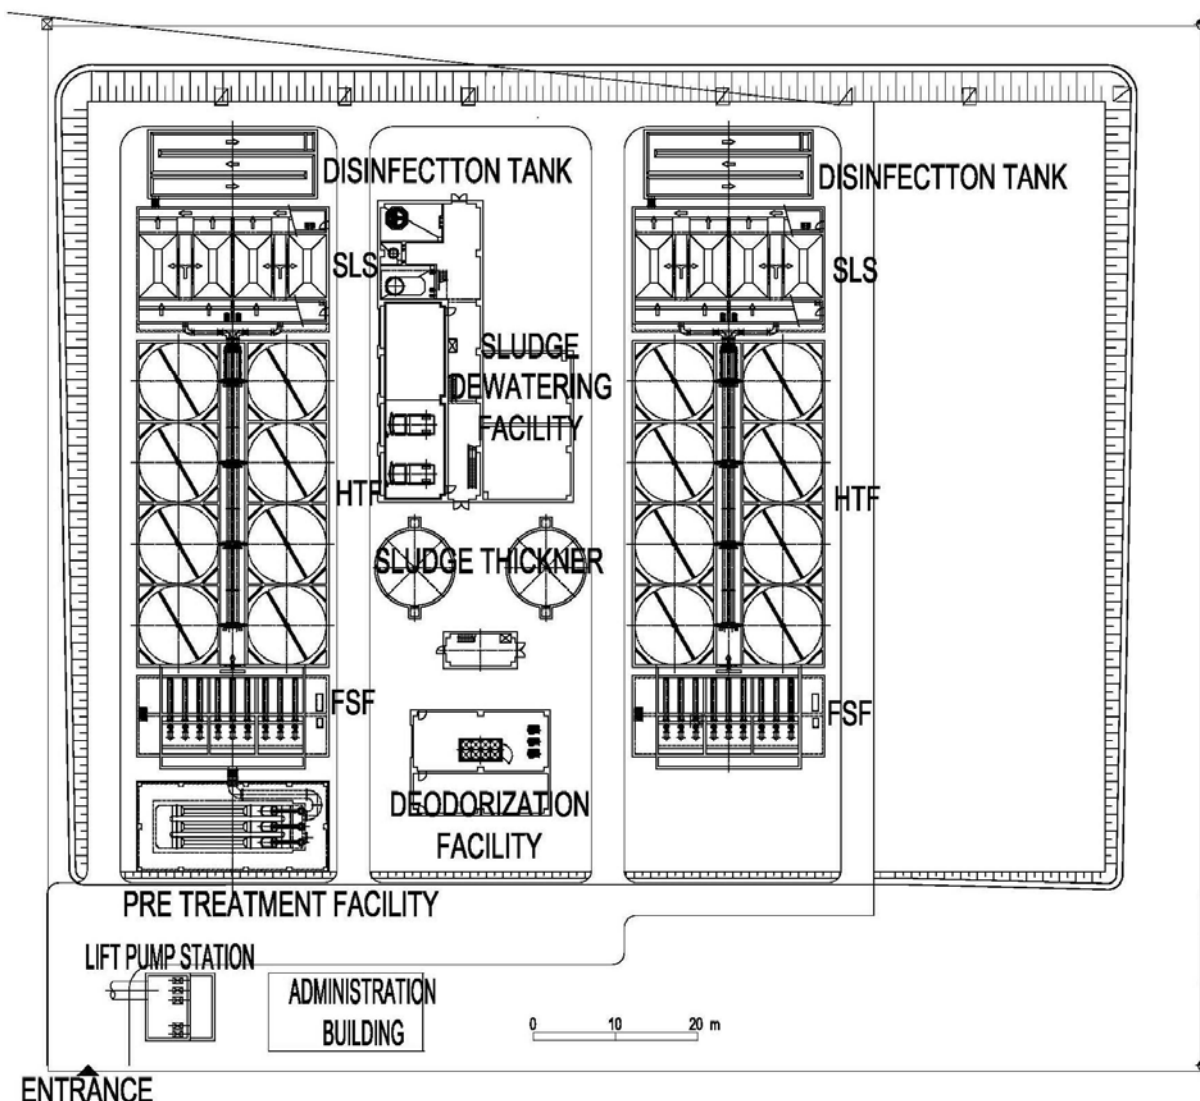 DISINFECTTON TANK
DISINFECTTON TANK
SLS
SLS
SLUDGE
DEWATERING
FACILITY
HTF
HTF
SLUDGE THICKNER
FSF
FSF
DEODORIZATION
FACILITY
PRE TREATMENT FACILITY
LIFT PUMP STATION
ADMINISTRATION
BUILDING
0 10 20 m
ENTRANCE